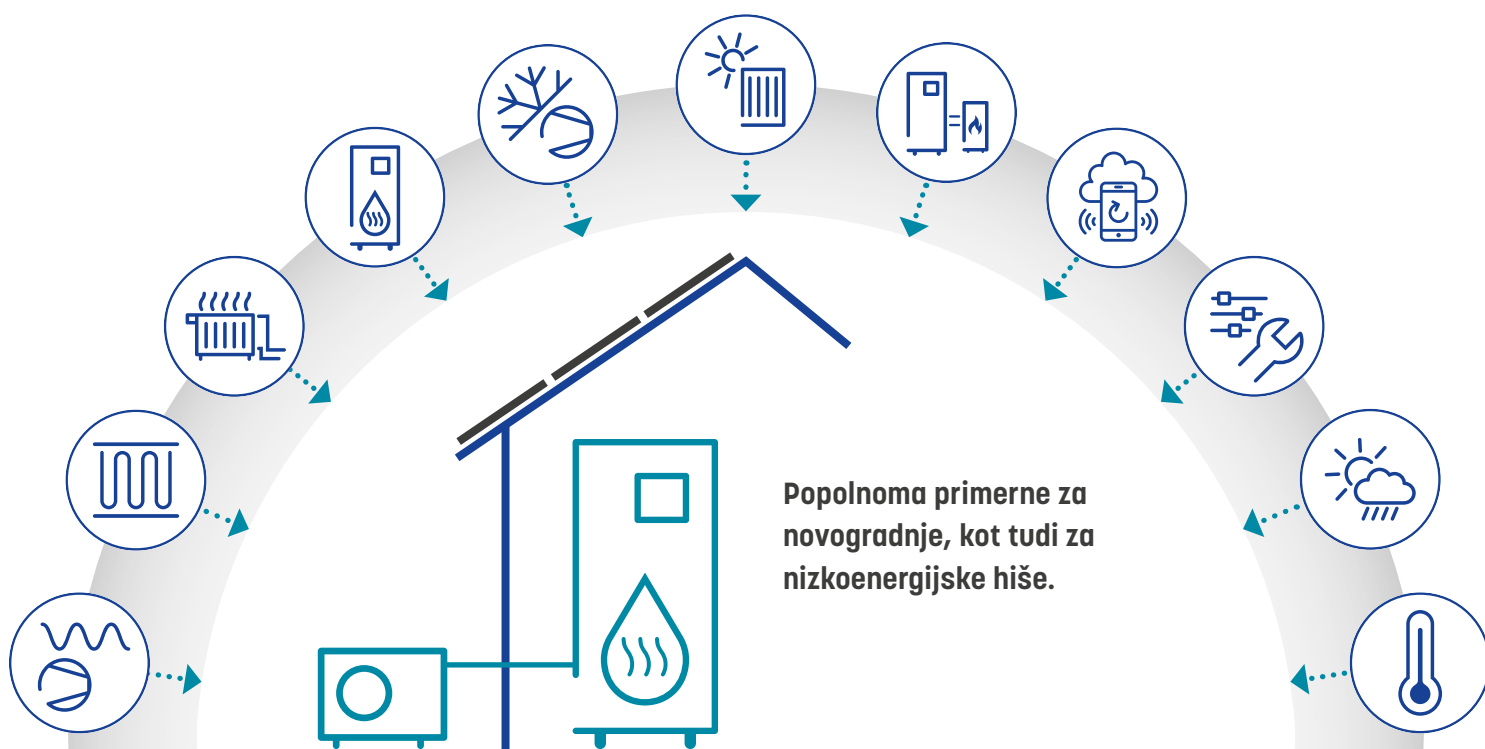 Popolnoma primerne za
novogradnje, kot tudi za
nizkoenergijske hiše.